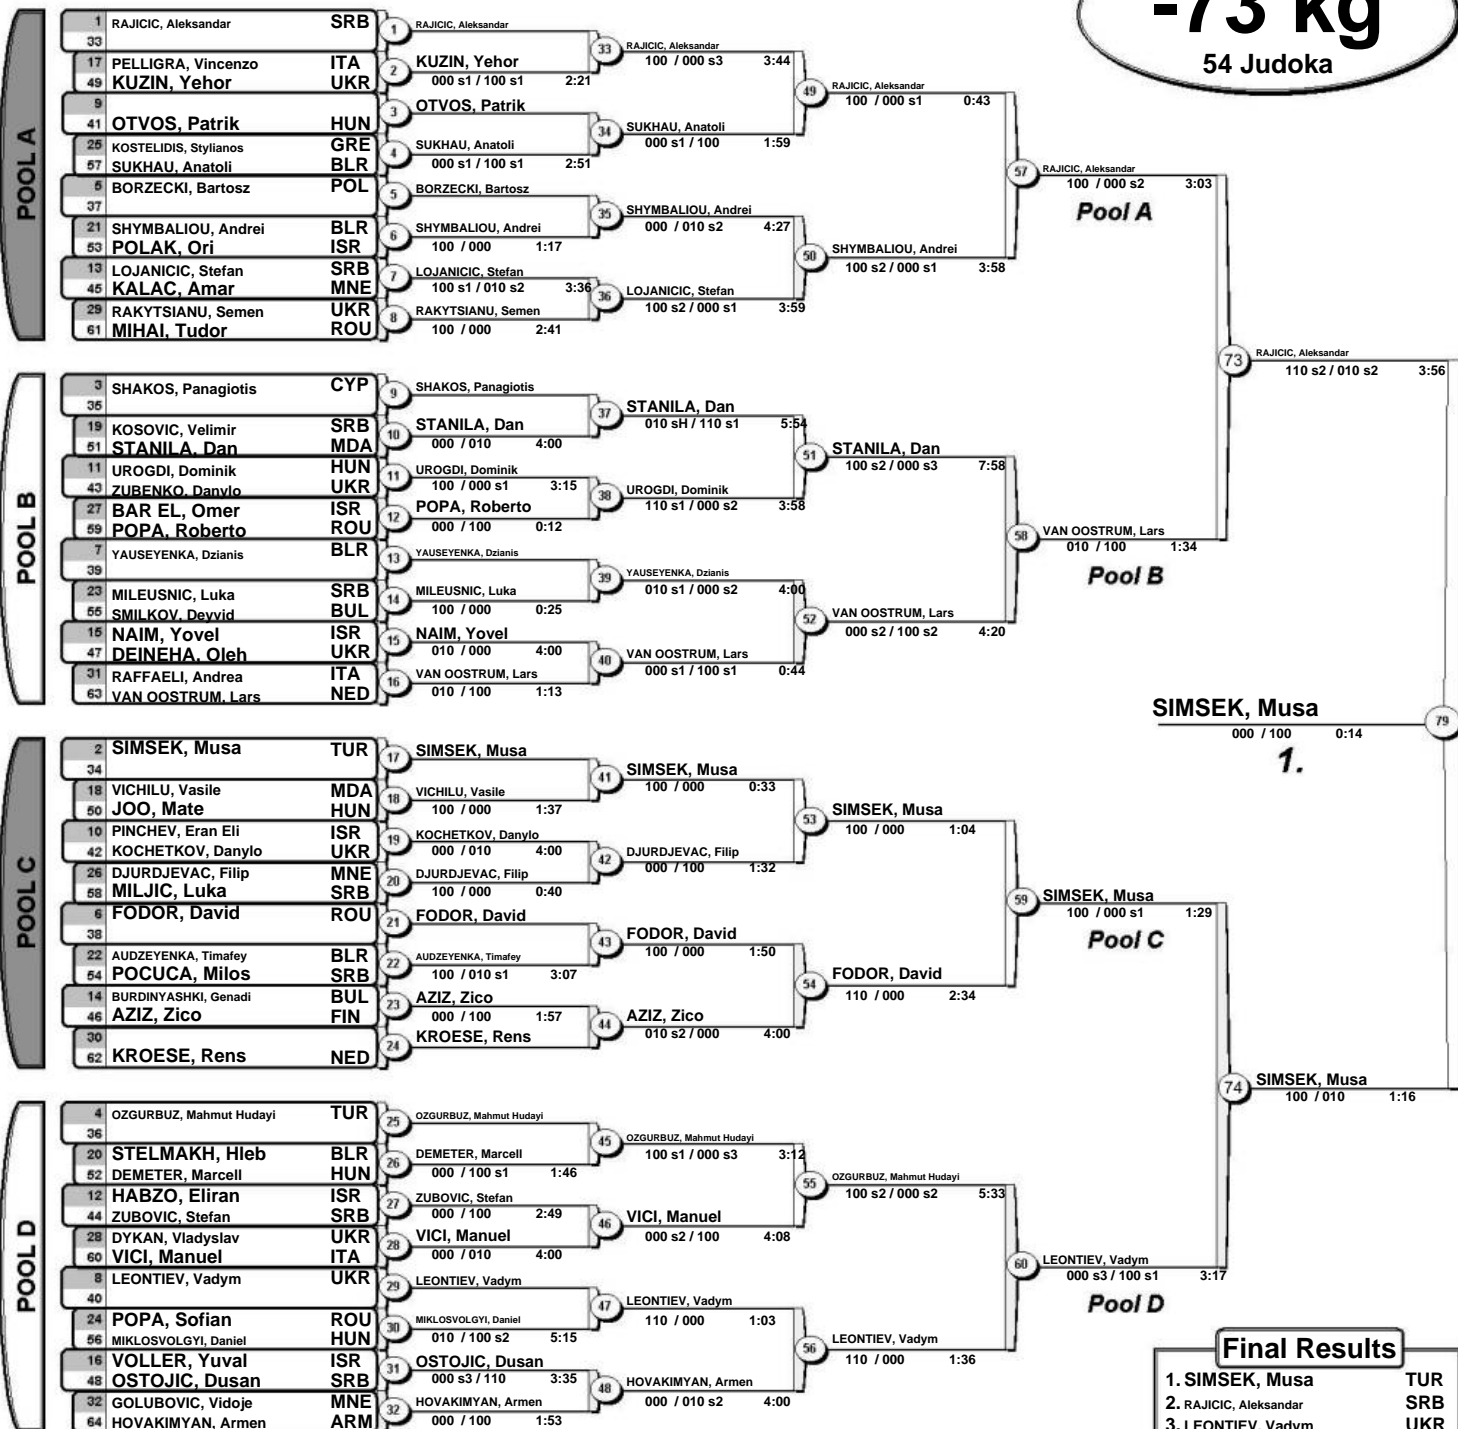 -73 kg
54 Judoka
POOL A
1 RAJICIC, Aleksandar SRB
33
17 PELLIGRA, Vincenzo ITA
49 KUZIN, Yehor UKR
9
41 OTVOS, Patrik HUN
25 KOSTELIDIS, Stylianos GRE
57 SUKHAU, Anatoli BLR
5 BORZECKI, Bartosz POL
37
21 SHYMBALIOU, Andrei BLR
53 POLAK, Ori ISR
13 LOJANICIC, Stefan SRB
45 KALAC, Amar MNE
29 RAKYTSIANU, Semen UKR
61 MIHAI, Tudor ROU
1 RAJICIC, Aleksandar
2 KUZIN, Yehor
000 s1 / 100 s1 2:21
3 OTVOS, Patrik
4 SUKHAU, Anatoli
000 s1 / 100 s1 2:51
5 BORZECKI, Bartosz
6 SHYMBALIOU, Andrei
100 / 000 1:17
7 LOJANICIC, Stefan
100 s1 / 010 s2 3:36
8 RAKYTSIANU, Semen
100 / 000 2:41
33 RAJICIC, Aleksandar
100 / 000 s3 3:44
34 SUKHAU, Anatoli
000 s1 / 100 1:59
35 SHYMBALIOU, Andrei
000 / 010 s2 4:27
36 LOJANICIC, Stefan
100 s2 / 000 s1 3:59
49 RAJICIC, Aleksandar
100 / 000 s1 0:43
50 SHYMBALIOU, Andrei
100 s2 / 000 s1 3:58
57 RAJICIC, Aleksandar
100 / 000 s2 3:03
Pool A
POOL B
3 SHAKOS, Panagiotis CYP
35
19 KOSOVIC, Velimir SRB
51 STANILA, Dan MDA
11 UROGDI, Dominik HUN
43 ZUBENKO, Danylo UKR
27 BAR EL, Omer ISR
59 POPA, Roberto ROU
7 YAUSEYENKA, Dzianis BLR
39
23 MILEUSNIC, Luka SRB
55 SMILKOV, Deyvid BUL
15 NAIM, Yovel ISR
47 DEINEHA, Oleh UKR
31 RAFFAELI, Andrea ITA
63 VAN OOSTRUM, Lars NED
9 SHAKOS, Panagiotis
10 STANILA, Dan
000 / 010 4:00
11 UROGDI, Dominik
100 / 000 s1 3:15
12 POPA, Roberto
000 / 100 0:12
13 YAUSEYENKA, Dzianis
14 MILEUSNIC, Luka
100 / 000 0:25
15 NAIM, Yovel
010 / 000 4:00
16 VAN OOSTRUM, Lars
010 / 100 1:13
37 STANILA, Dan
010 sH / 110 s1 5:54
38 UROGDI, Dominik
110 s1 / 000 s2 3:58
39 YAUSEYENKA, Dzianis
010 s1 / 000 s2 4:00
40 VAN OOSTRUM, Lars
000 s1 / 100 s1 0:44
51 STANILA, Dan
100 s2 / 000 s3 7:58
52 VAN OOSTRUM, Lars
000 s2 / 100 s2 4:20
58 VAN OOSTRUM, Lars
010 / 100 1:34
Pool B
73 RAJICIC, Aleksandar
110 s2 / 010 s2 3:56
SIMSEK, Musa 79
000 / 100 0:14
1.
POOL C
2 SIMSEK, Musa TUR
34
18 VICHILU, Vasile MDA
50 JOO, Mate HUN
10 PINCHEV, Eran Eli ISR
42 KOCHETKOV, Danylo UKR
26 DJURDJEVAC, Filip MNE
58 MILJIC, Luka SRB
6 FODOR, David ROU
38
22 AUDZEYENKA, Timafey BLR
54 POCUCA, Milos SRB
14 BURDINYASHKI, Genadi BUL
46 AZIZ, Zico FIN
30
62 KROESE, Rens NED
17 SIMSEK, Musa
18 VICHILU, Vasile
100 / 000 1:37
19 KOCHETKOV, Danylo
000 / 010 4:00
20 DJURDJEVAC, Filip
100 / 000 0:40
21 FODOR, David
22 AUDZEYENKA, Timafey
100 / 010 s1 3:07
23 AZIZ, Zico
000 / 100 1:57
24 KROESE, Rens
41 SIMSEK, Musa
100 / 000 0:33
42 DJURDJEVAC, Filip
000 / 100 1:32
43 FODOR, David
100 / 000 1:50
44 AZIZ, Zico
010 s2 / 000 4:00
53 SIMSEK, Musa
100 / 000 1:04
54 FODOR, David
110 / 000 2:34
59 SIMSEK, Musa
100 / 000 s1 1:29
Pool C
POOL D
4 OZGURBUZ, Mahmut Hudayi TUR
36
20 STELMAKH, Hleb BLR
52 DEMETER, Marcell HUN
12 HABZO, Eliran ISR
44 ZUBOVIC, Stefan SRB
28 DYKAN, Vladyslav UKR
60 VICI, Manuel ITA
8 LEONTIEV, Vadym UKR
40
24 POPA, Sofian ROU
56 MIKLOSVOLGYI, Daniel HUN
16 VOLLER, Yuval ISR
48 OSTOJIC, Dusan SRB
32 GOLUBOVIC, Vidoje MNE
64 HOVAKIMYAN, Armen ARM
25 OZGURBUZ, Mahmut Hudayi
26 DEMETER, Marcell
000 / 100 s1 1:46
27 ZUBOVIC, Stefan
000 / 100 2:49
28 VICI, Manuel
000 / 010 4:00
29 LEONTIEV, Vadym
30 MIKLOSVOLGYI, Daniel
010 / 100 s2 5:15
31 OSTOJIC, Dusan
000 s3 / 110 3:35
32 HOVAKIMYAN, Armen
000 / 100 1:53
45 OZGURBUZ, Mahmut Hudayi
100 s1 / 000 s3 3:12
46 VICI, Manuel
000 s2 / 100 4:08
47 LEONTIEV, Vadym
110 / 000 1:03
48 HOVAKIMYAN, Armen
000 / 010 s2 4:00
55 OZGURBUZ, Mahmut Hudayi
100 s2 / 000 s2 5:33
56 LEONTIEV, Vadym
110 / 000 1:36
60 LEONTIEV, Vadym
000 s3 / 100 s1 3:17
Pool D
74 SIMSEK, Musa
100 / 010 1:16
Final Results
1. SIMSEK, Musa TUR
2. RAJICIC, Aleksandar SRB
3. LEONTIEV, Vadym UKR